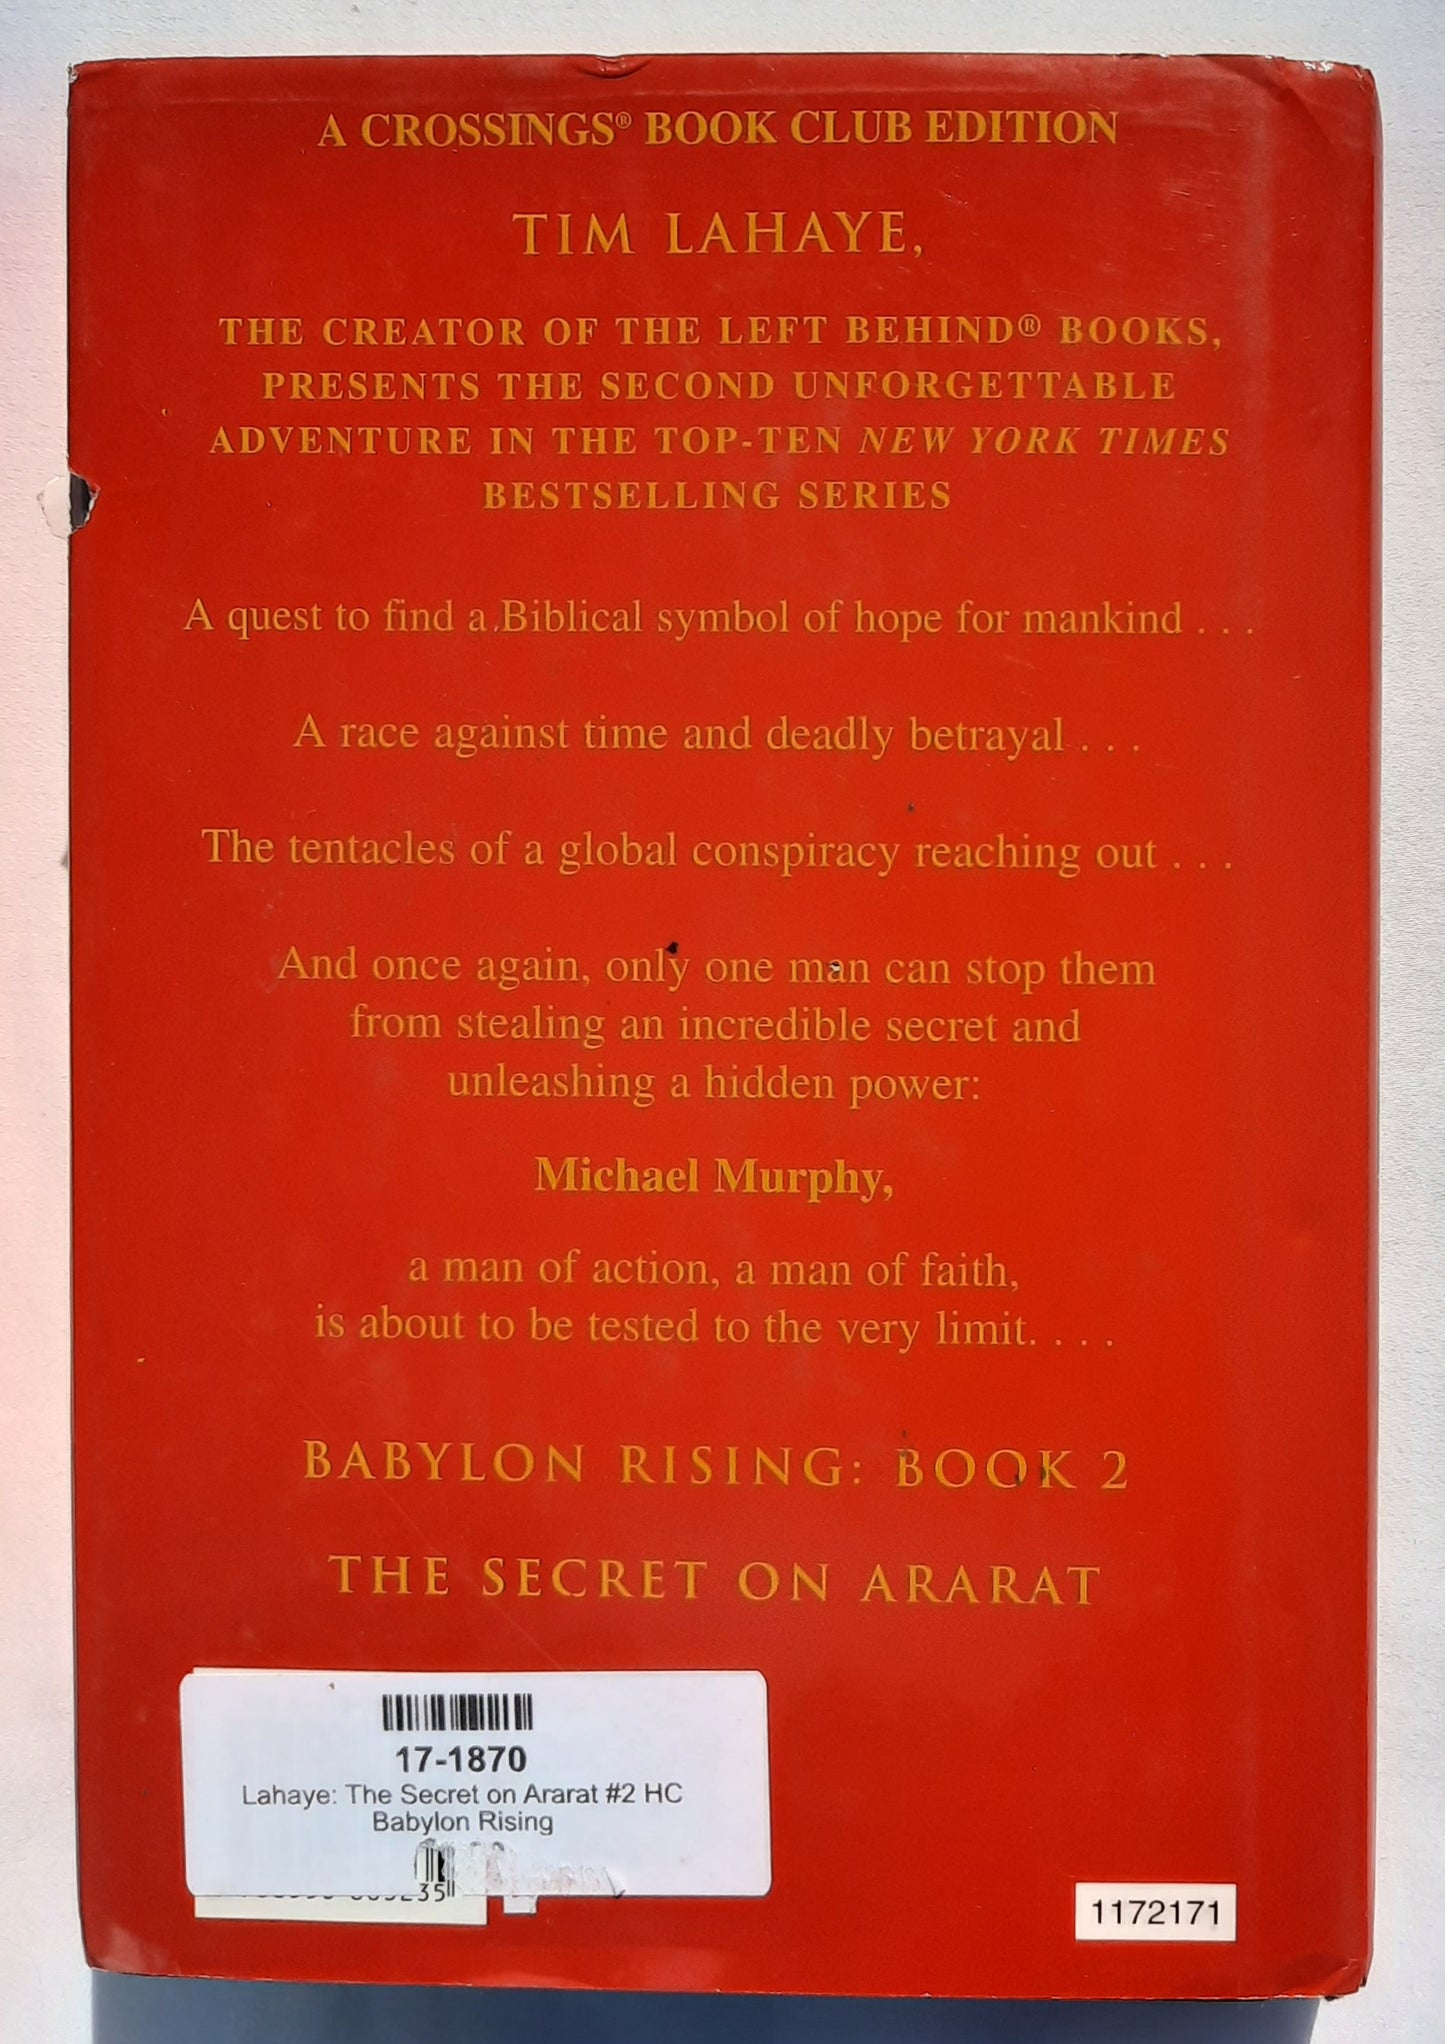 A CROSSINGS® BOOK CLUB EDITION
TIM LAHAYE,
THE CREATOR OF THE LEFT BEHIND® BOOKS,
PRESENTS THE SECOND UNFORGETTABLE
ADVENTURE IN THE TOP-TEN NEW YORK TIMES
BESTSELLING SERIES
A quest to find a Biblical symbol of hope for mankind . . .
A race against time and deadly betrayal . . .
The tentacles of a global conspiracy reaching out . . .
And once again, only one man can stop them
from stealing an incredible secret and
unleashing a hidden power:
Michael Murphy,
a man of action, a man of faith,
is about to be tested to the very limit. . . .
BABYLON RISING: BOOK 2
THE SECRET ON ARARAT
17-1870
Lahaye: The Secret on Ararat #2 HC
Babylon Rising
1172171